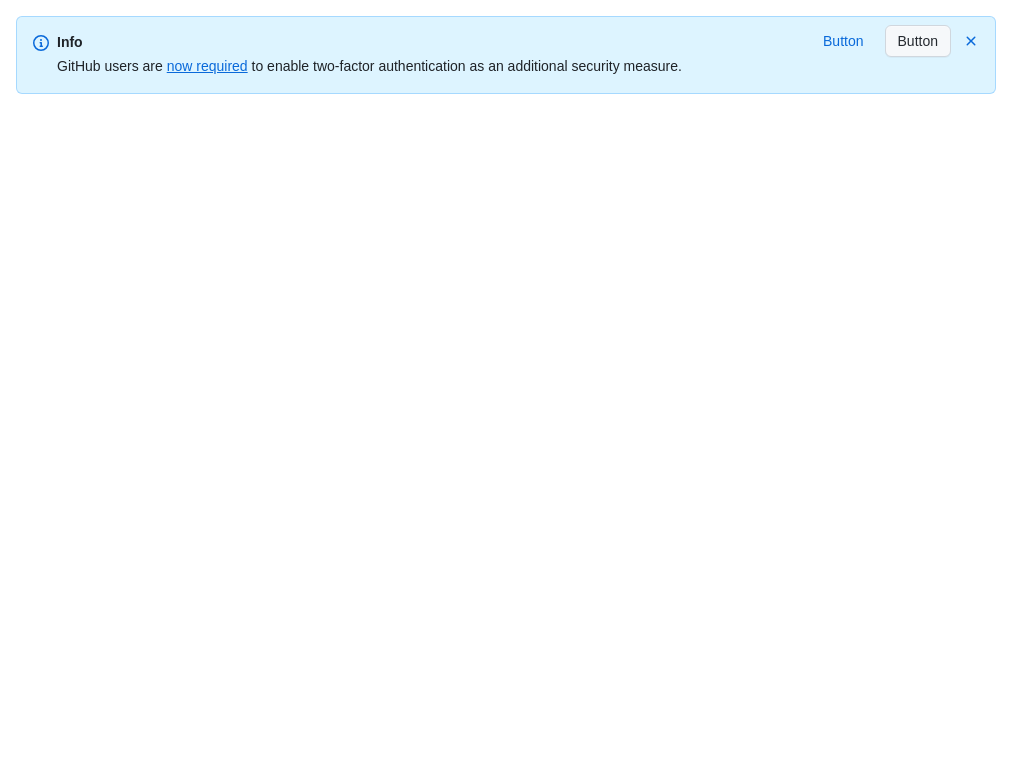 Info
Button
Button
GitHub users are now required to enable two-factor authentication as an additional security measure.